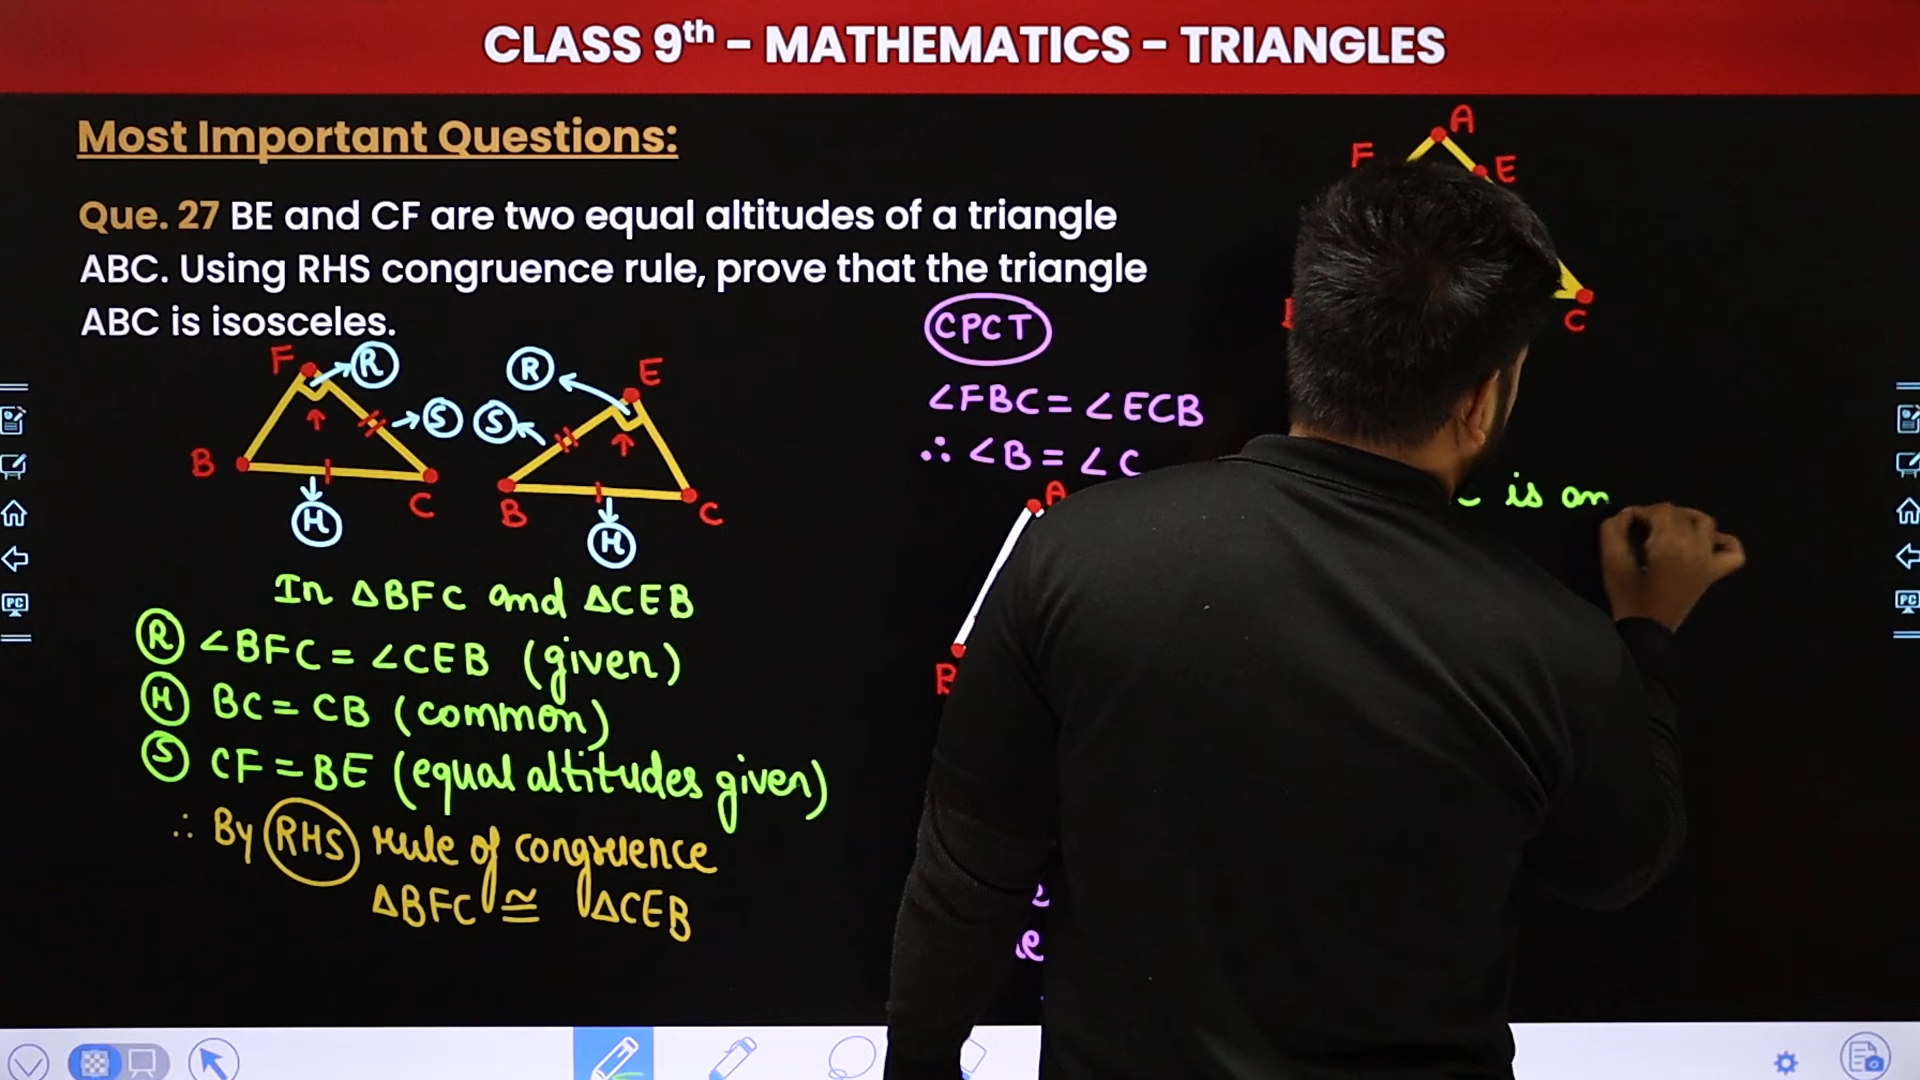 CLASS 9th - MATHEMATICS - TRIANGLES
Most Important Questions:
Que. 27 BE and CF are two equal altitudes of a triangle
ABC. Using RHS congruence rule, prove that the triangle
ABC is isosceles.
F R R E
S S
B C B C
H H
In ΔBFC and ΔCEB
R ∠BFC = ∠CEB (given)
H BC = CB (common)
S CF = BE (equal altitudes given)
∴ By RHS rule of congruence
ΔBFC ≅ ΔCEB
CPCT
∠FBC = ∠ECB
∴ ∠B = ∠C
A
B
A
F E
C
is an
PC
PC